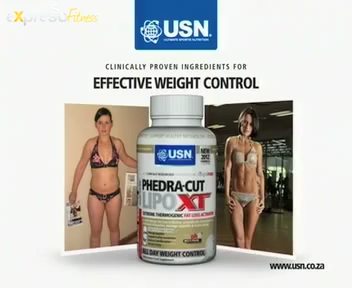 eXpresso Fitness
USN
ULTIMATE SPORTS NUTRITION
CLINICALLY PROVEN INGREDIENTS FOR
EFFECTIVE WEIGHT CONTROL
USN
PHEDRA-CUT
LIPO XT
EXTREME THERMOGENIC FAT LOSS ACTIVATOR
ALL DAY WEIGHT CONTROL
NEW
2012
www.usn.co.za